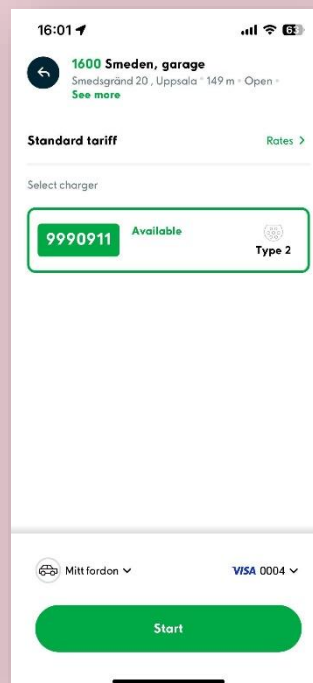 16:01
63
1600 Smeden, garage
Smedsgränd 20 , Uppsala · 149 m · Open ·
See more
Standard tariff
Rates >
Select charger
9990911
Available
Type 2
Mitt fordon
VISA 0004
Start